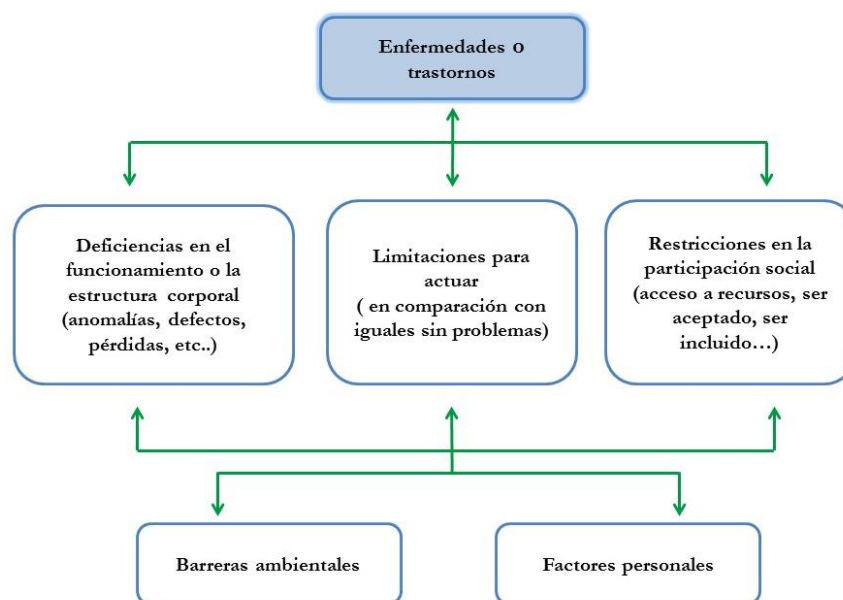 Enfermedades o
trastornos
Deficiencias en el
funcionamiento o la
estructura corporal
(anomalías, defectos,
pérdidas, etc..)
Limitaciones para
actuar
( en comparación con
iguales sin problemas)
Restricciones en la
participación social
(acceso a recursos, ser
aceptado, ser
incluido…)
Barreras ambientales
Factores personales